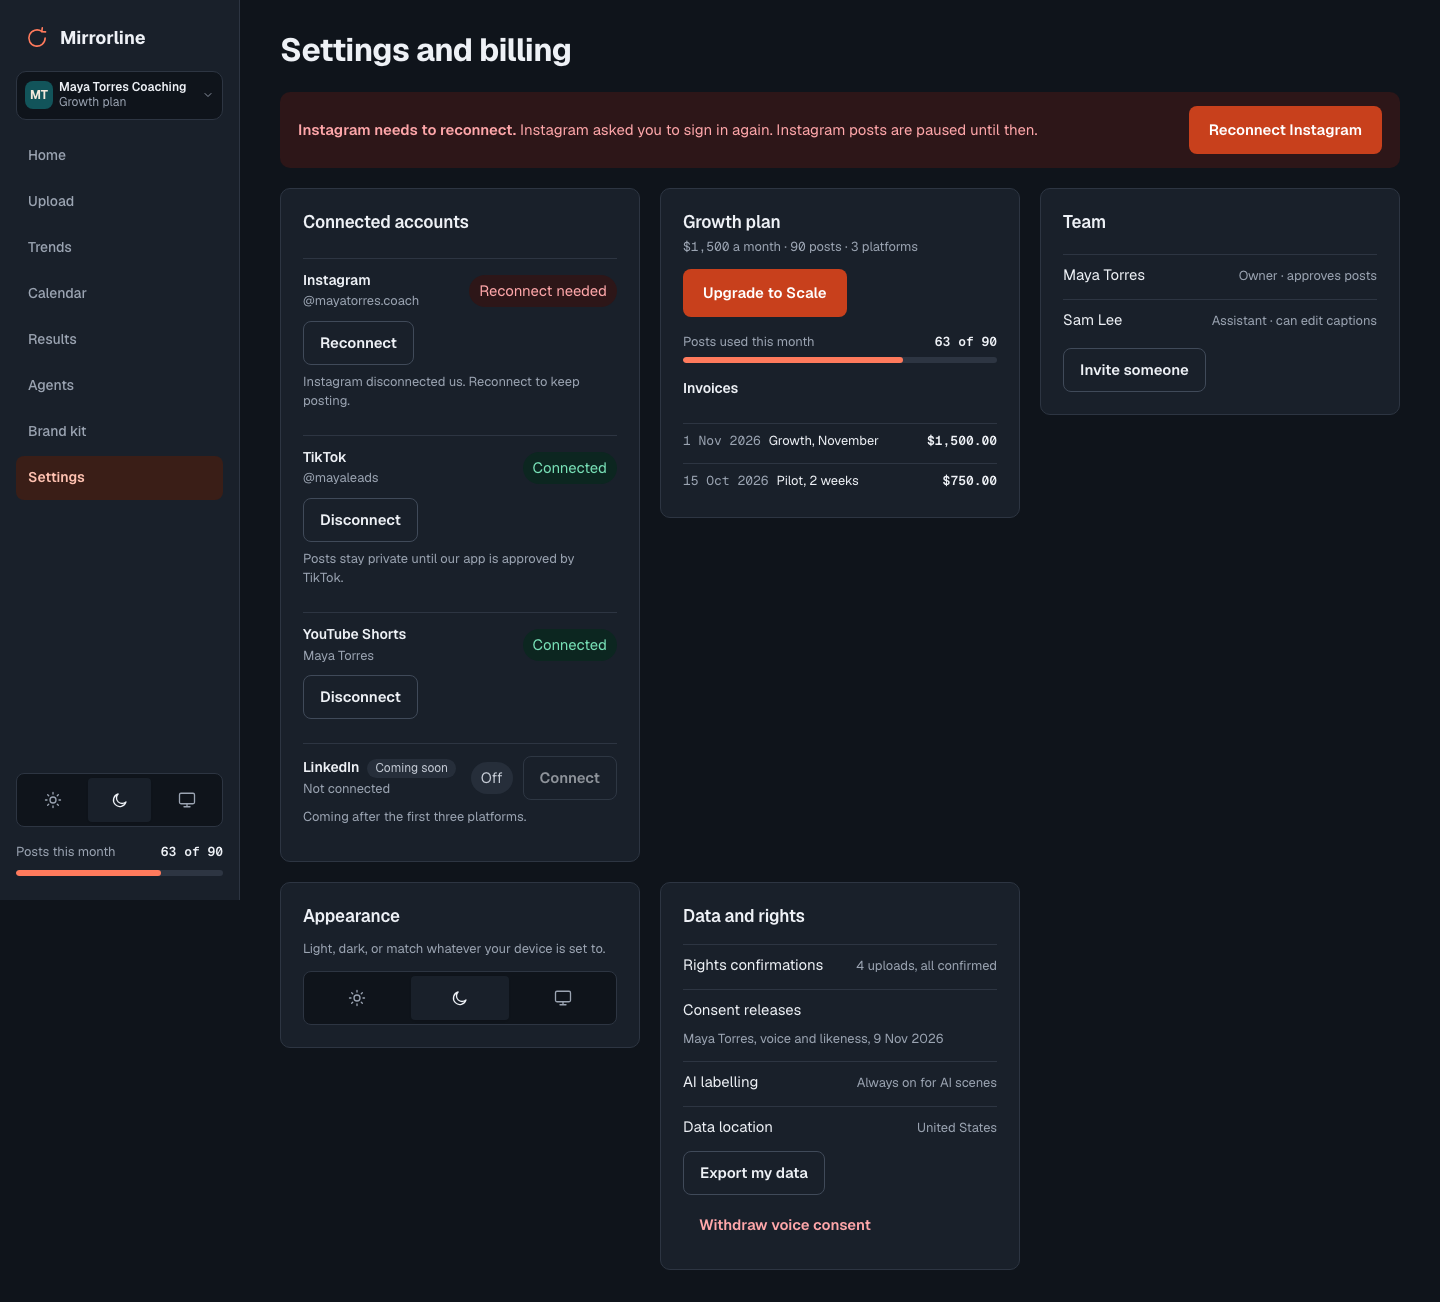 Mirrorline
MT
Maya Torres Coaching
Growth plan
Home
Upload
Trends
Calendar
Results
Agents
Brand kit
Settings
Posts this month 63 of 90
Settings and billing
Instagram needs to reconnect. Instagram asked you to sign in again. Instagram posts are paused until then.
Reconnect Instagram
Connected accounts
Instagram
@mayatorres.coach
Reconnect needed
Reconnect
Instagram disconnected us. Reconnect to keep
posting.
TikTok
@mayaleads
Connected
Disconnect
Posts stay private until our app is approved by
TikTok.
YouTube Shorts
Maya Torres
Connected
Disconnect
LinkedIn Coming soon
Not connected
Off
Connect
Coming after the first three platforms.
Growth plan
$1,500 a month · 90 posts · 3 platforms
Upgrade to Scale
Posts used this month 63 of 90
Invoices
1 Nov 2026 Growth, November $1,500.00
15 Oct 2026 Pilot, 2 weeks $750.00
Team
Maya Torres Owner · approves posts
Sam Lee Assistant · can edit captions
Invite someone
Appearance
Light, dark, or match whatever your device is set to.
Data and rights
Rights confirmations 4 uploads, all confirmed
Consent releases
Maya Torres, voice and likeness, 9 Nov 2026
AI labelling Always on for AI scenes
Data location United States
Export my data
Withdraw voice consent